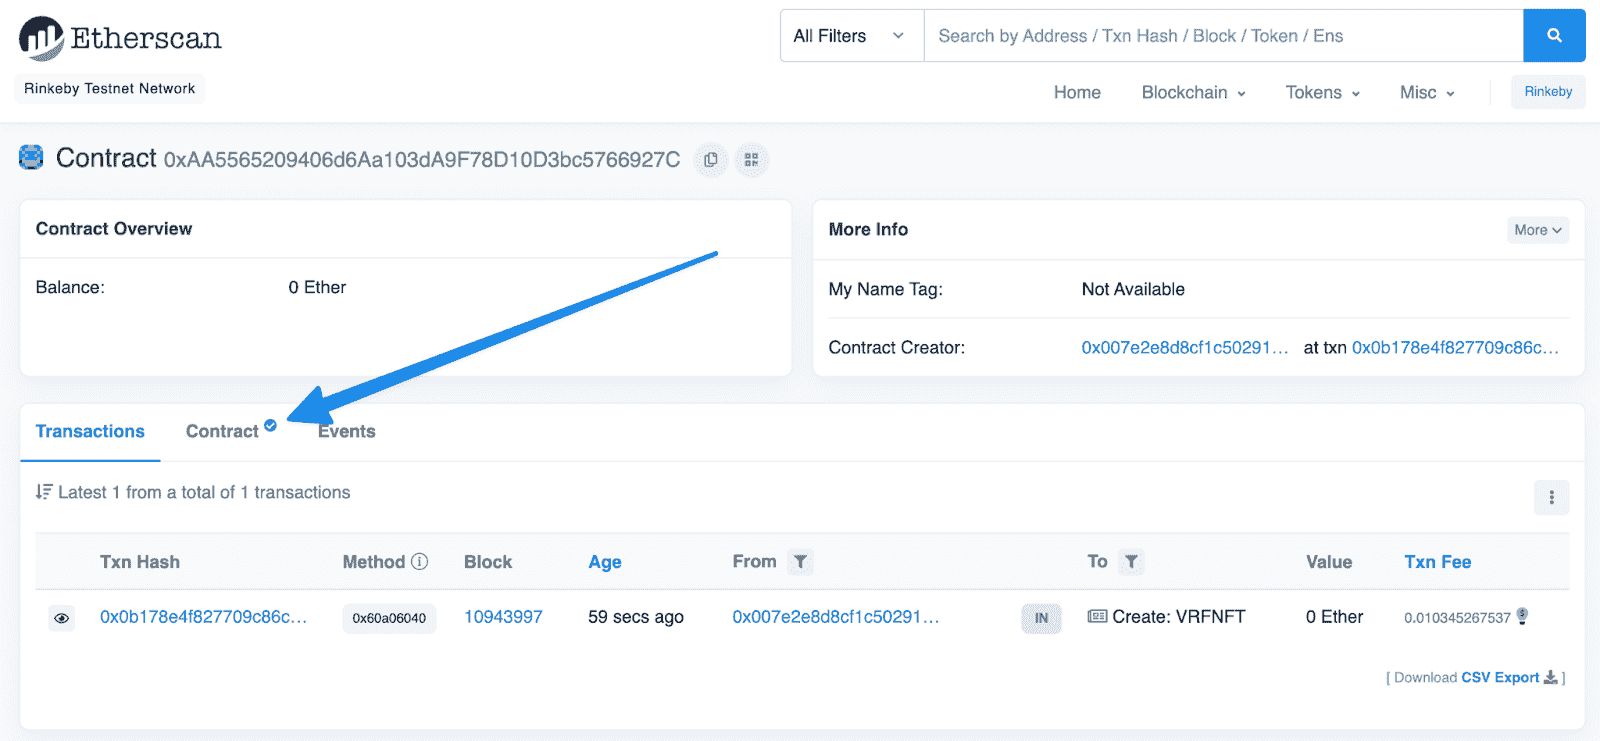 Etherscan
All Filters
Search by Address / Txn Hash / Block / Token / Ens
Rinkeby Testnet Network
Home Blockchain Tokens Misc Rinkeby
Contract 0xAA5565209406d6Aa103dA9F78D10D3bc5766927C
Contract Overview
Balance: 0 Ether
More Info
More
My Name Tag: Not Available
Contract Creator: 0x007e2e8d8cf1c50291... at txn 0x0b178e4f827709c86c...
Transactions Contract Events
Latest 1 from a total of 1 transactions
Txn Hash Method Block Age From To Value Txn Fee
0x0b178e4f827709c86c... 0x60a06040 10943997 59 secs ago 0x007e2e8d8cf1c50291... IN Create: VRFNFT 0 Ether 0.010345267537
[ Download CSV Export ]